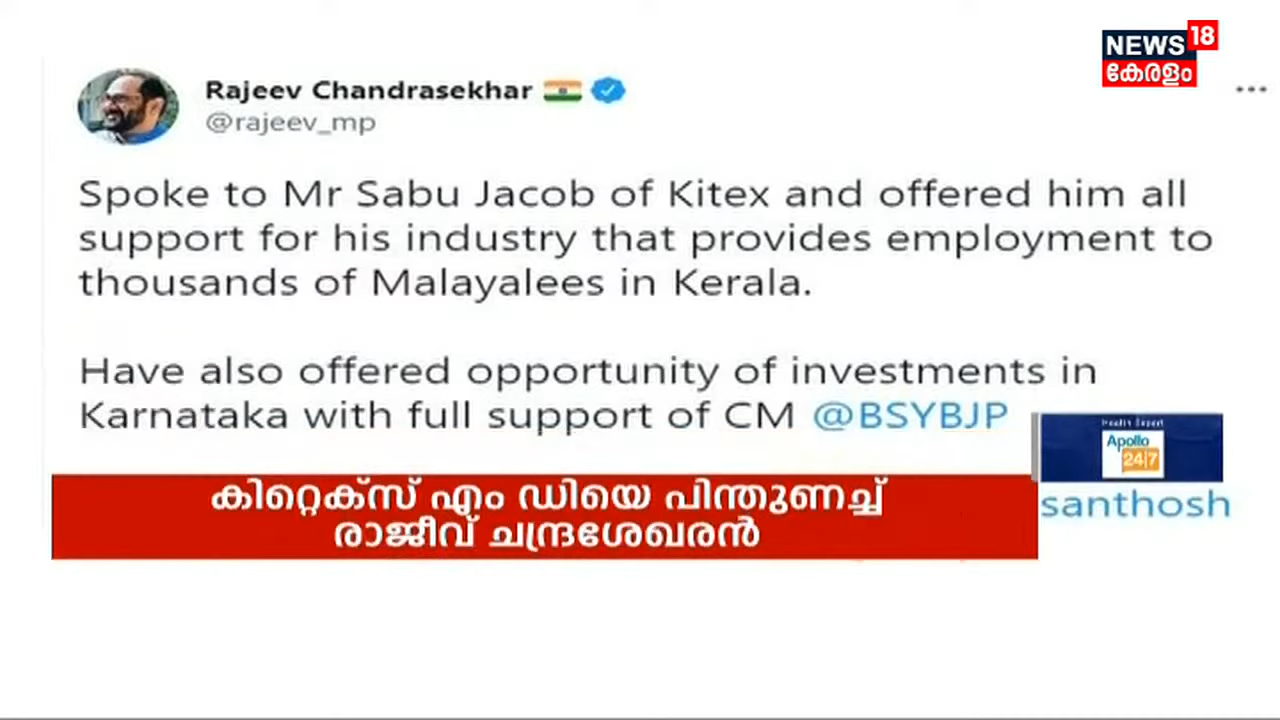 NEWS 18
കേരളം
Rajeev Chandrasekhar
@rajeev_mp
Spoke to Mr Sabu Jacob of Kitex and offered him all
support for his industry that provides employment to
thousands of Malayalees in Kerala.
Have also offered opportunity of investments in
Karnataka with full support of CM @BSYBJP
Health Expert
Apollo
24|7
santhosh
കിറ്റെക്സ് എം ഡിയെ പിന്തുണച്ച്
രാജീവ് ചന്ദ്രശേഖരൻ